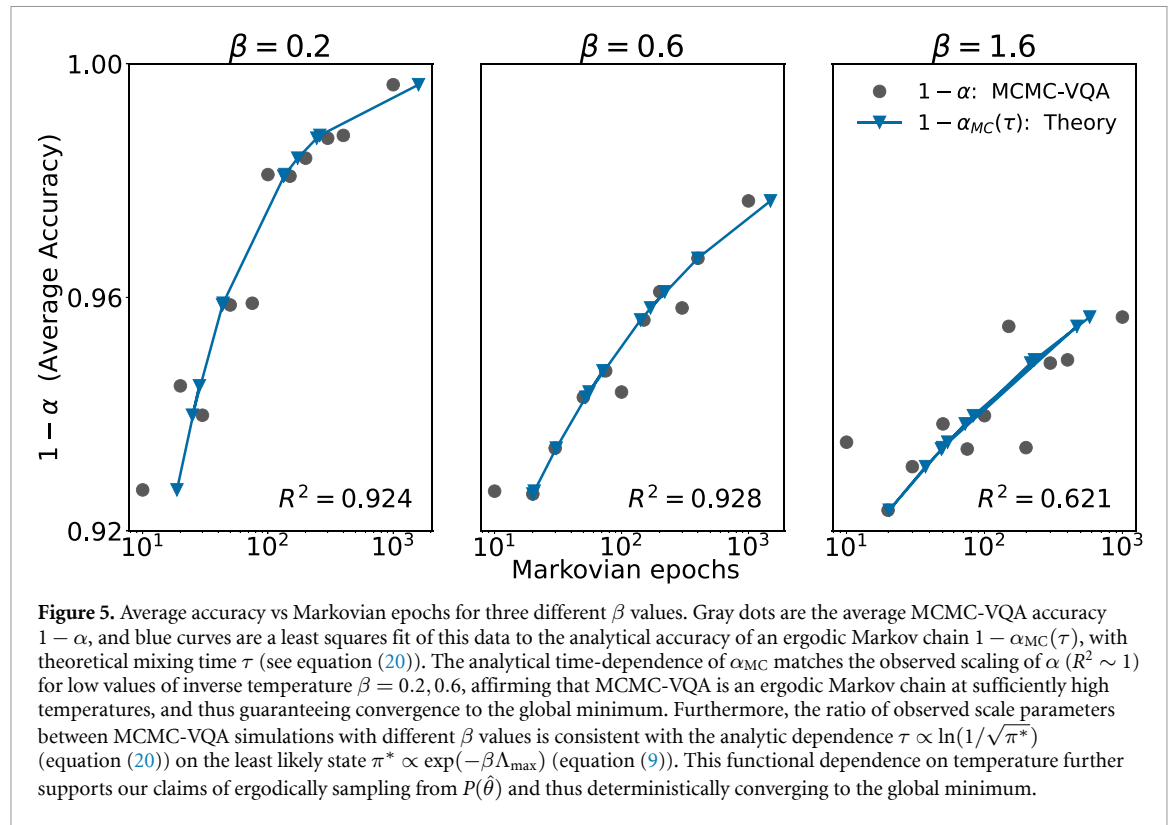 β = 0.2
β = 0.6
β = 1.6
1.00
0.96
0.92
1 − α (Average Accuracy)
1 − α: MCMC-VQA
1 − α_MC(τ): Theory
R² = 0.924
R² = 0.928
R² = 0.621
10¹ 10² 10³
10¹ 10² 10³
10¹ 10² 10³
Markovian epochs
Figure 5. Average accuracy vs Markovian epochs for three different β values. Gray dots are the average MCMC-VQA accuracy
1 − α, and blue curves are a least squares fit of this data to the analytical accuracy of an ergodic Markov chain 1 − α_MC(τ), with
theoretical mixing time τ (see equation (20)). The analytical time-dependence of α_MC matches the observed scaling of α (R² ∼ 1)
for low values of inverse temperature β = 0.2, 0.6, affirming that MCMC-VQA is an ergodic Markov chain at sufficiently high
temperatures, and thus guaranteeing convergence to the global minimum. Furthermore, the ratio of observed scale parameters
between MCMC-VQA simulations with different β values is consistent with the analytic dependence τ ∝ ln(1/√π*)
(equation (20)) on the least likely state π* ∝ exp(−βΛ_max) (equation (9)). This functional dependence on temperature further
supports our claims of ergodically sampling from P(θ̂) and thus deterministically converging to the global minimum.